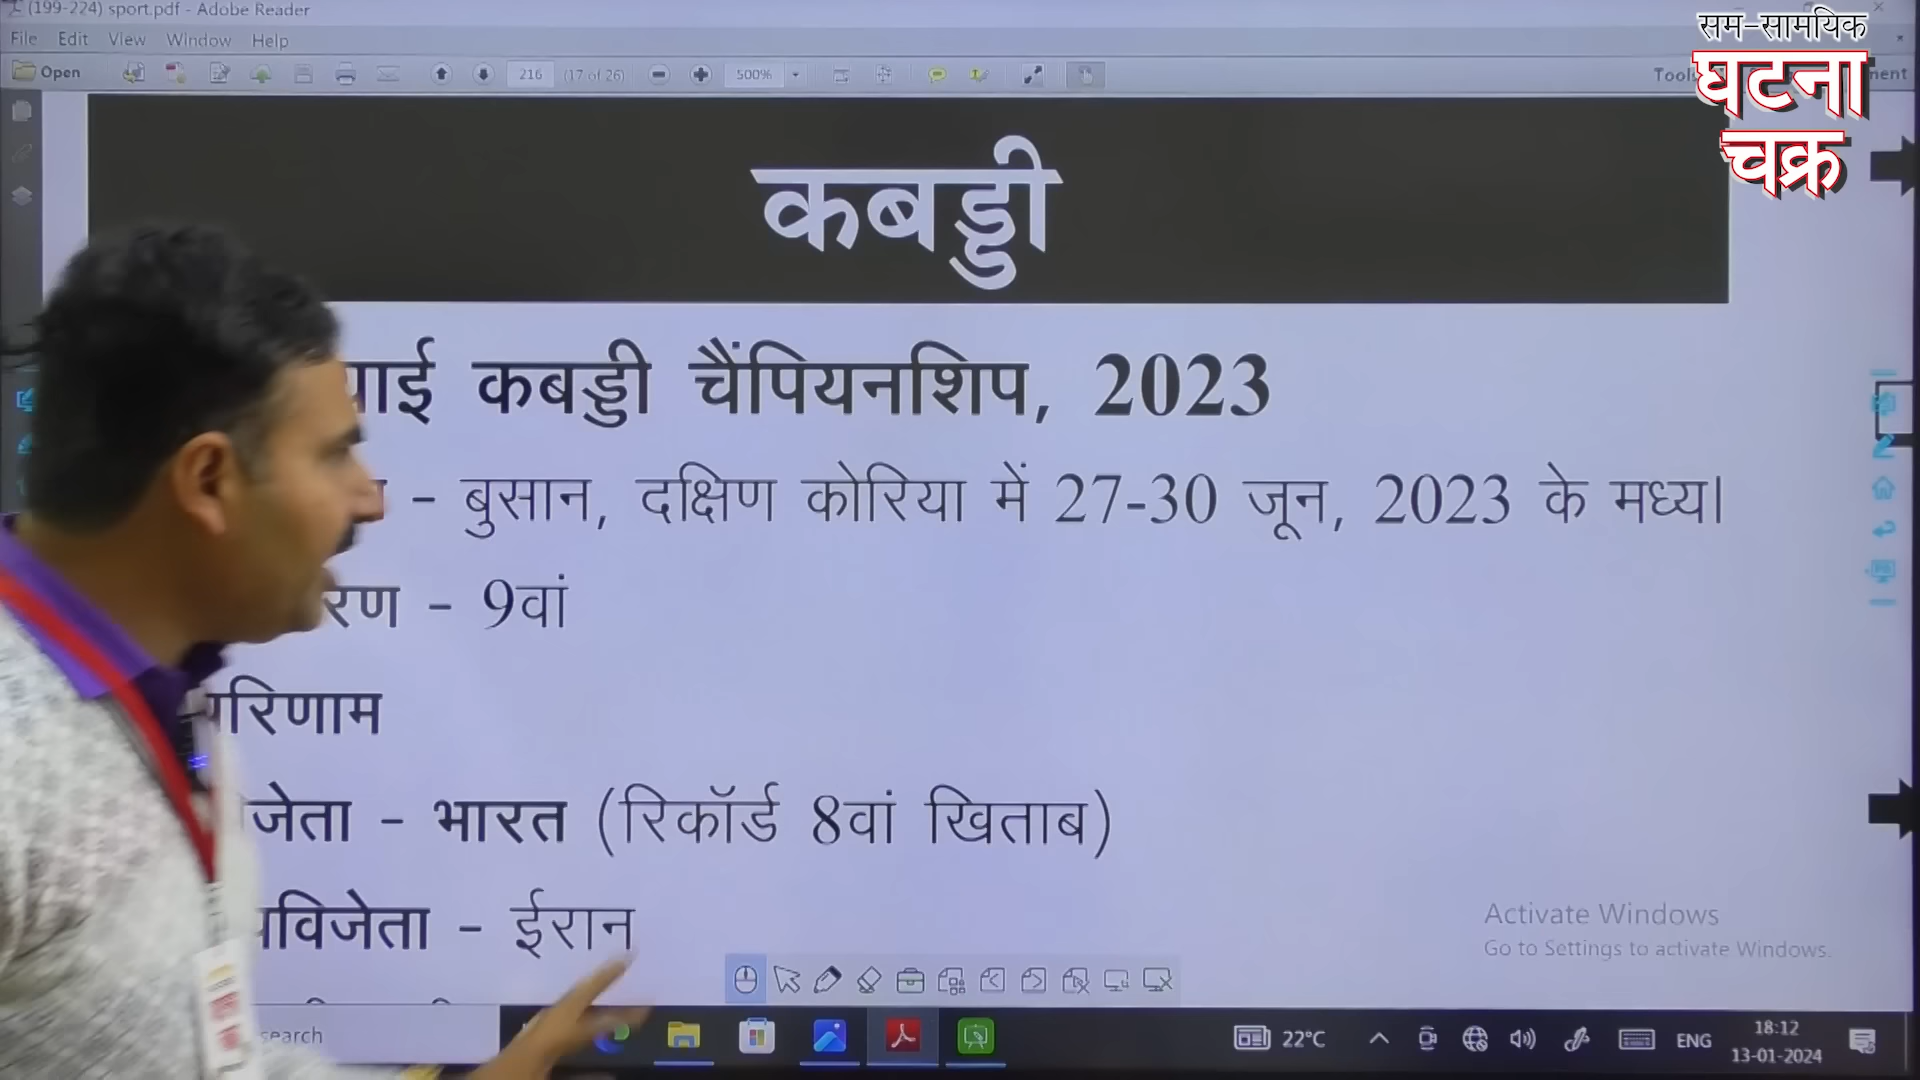 (199-224) sport.pdf - Adobe Reader
File Edit View Window Help
Open 216 (17 of 26) 500%
सम-सामयिक
घटना
चक्र
कबड्डी
कबड्डी चैंपियनशिप, 2023
- बुसान, दक्षिण कोरिया में 27-30 जून, 2023 के मध्य।
- 9वां
परिणाम
- भारत (रिकॉर्ड 8वां खिताब)
- ईरान
Activate Windows
Go to Settings to activate Windows.
22°C ENG 18:12
13-01-2024